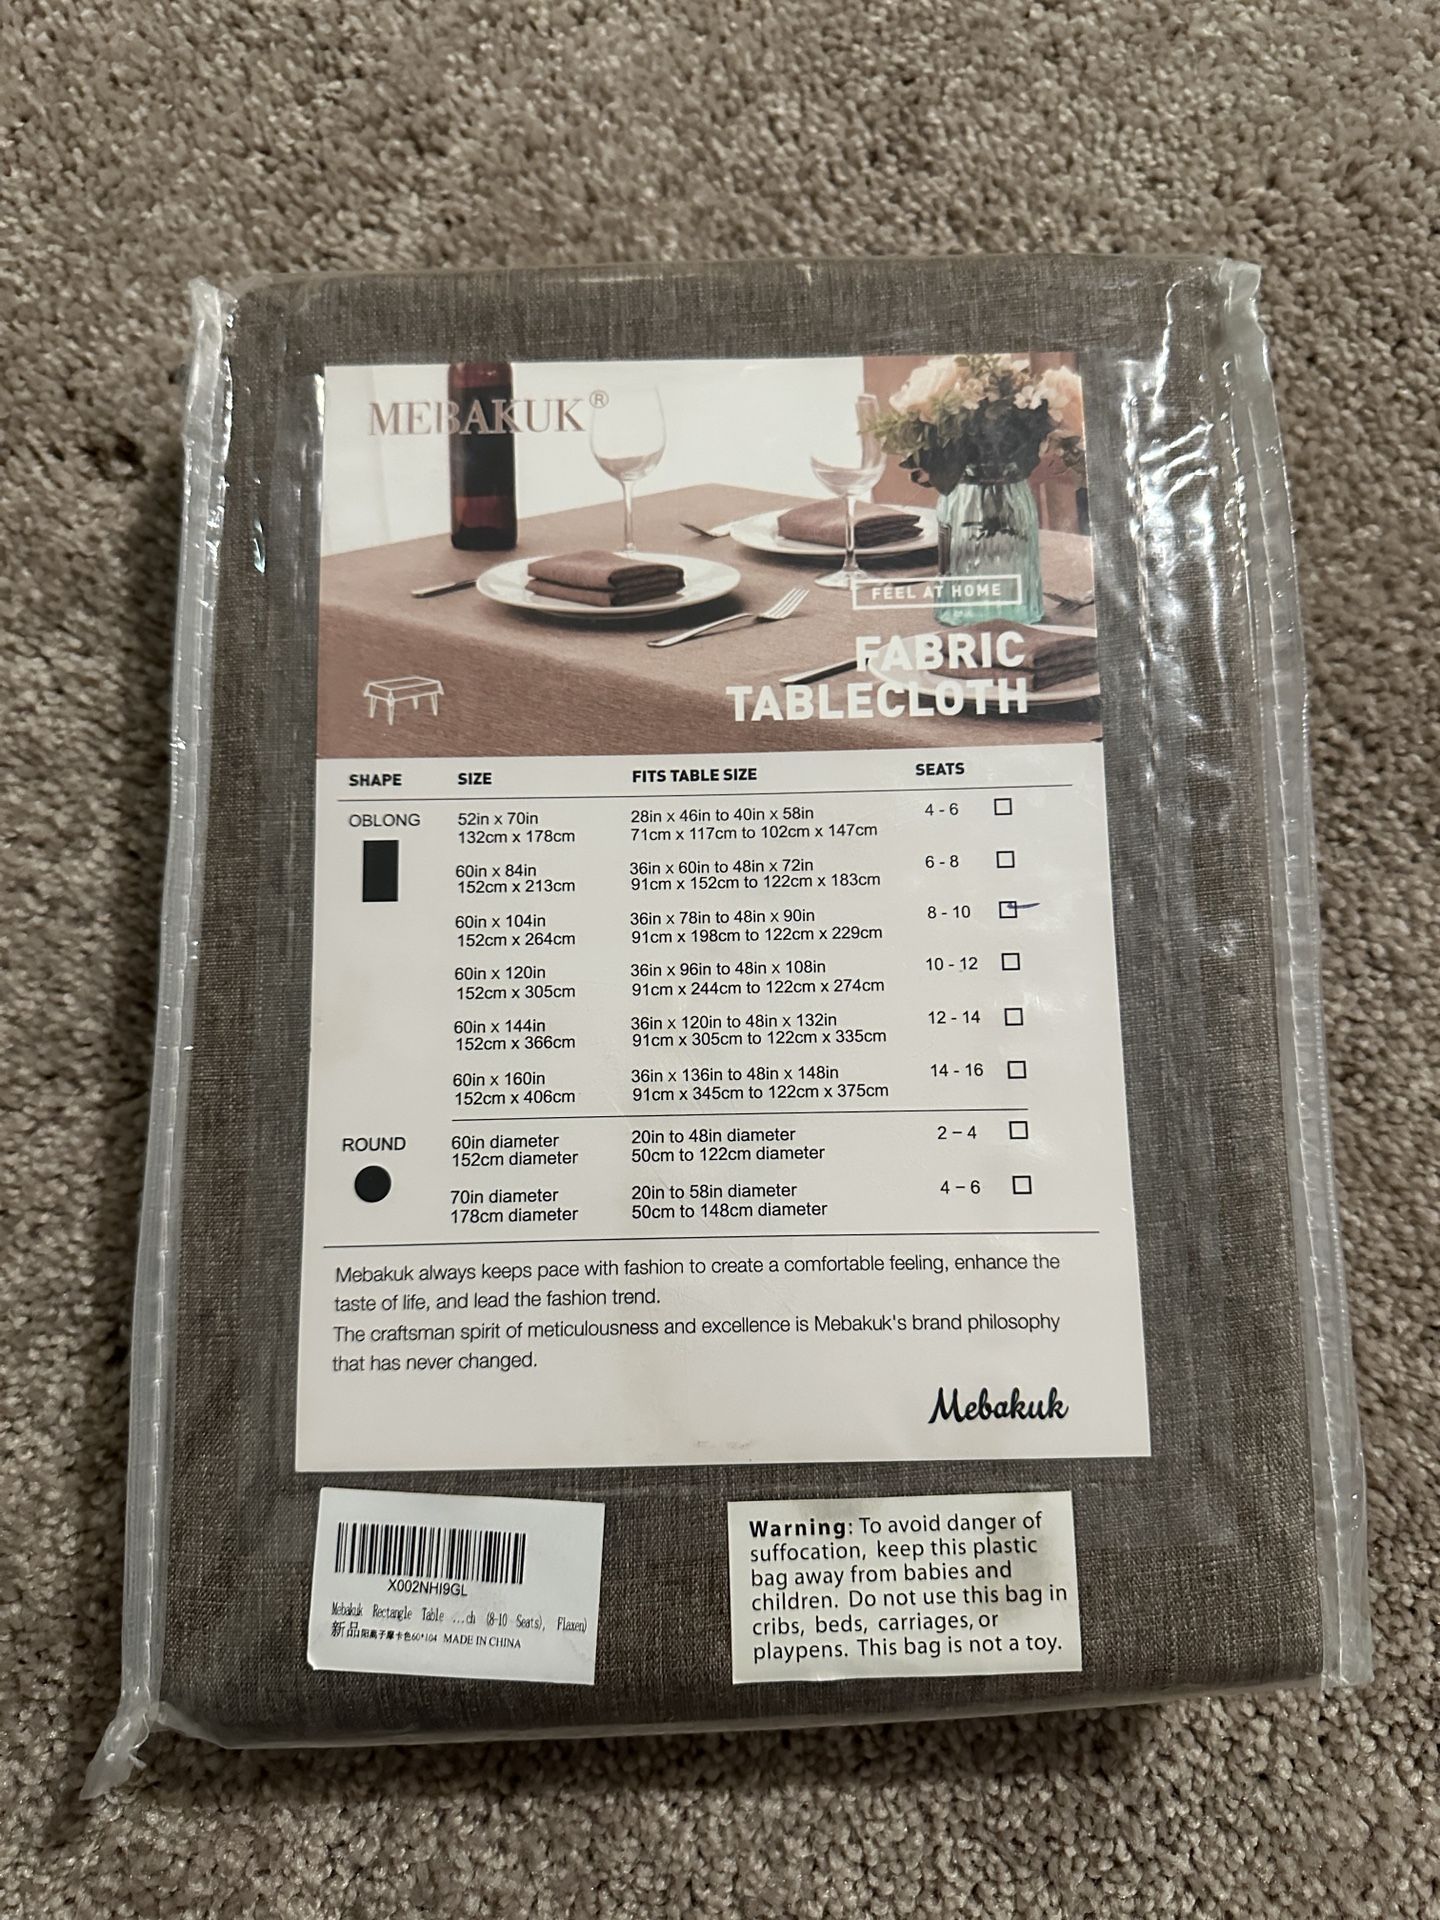 MEBAKUK®
FEEL AT HOME
FABRIC
TABLECLOTH
SHAPE SIZE FITS TABLE SIZE SEATS
OBLONG 52in x 70in 28in x 46in to 40in x 58in 4 - 6
132cm x 178cm 71cm x 117cm to 102cm x 147cm
60in x 84in 36in x 60in to 48in x 72in 6 - 8
152cm x 213cm 91cm x 152cm to 122cm x 183cm
60in x 104in 36in x 78in to 48in x 90in 8 - 10
152cm x 264cm 91cm x 198cm to 122cm x 229cm
60in x 120in 36in x 96in to 48in x 108in 10 - 12
152cm x 305cm 91cm x 244cm to 122cm x 274cm
60in x 144in 36in x 120in to 48in x 132in 12 - 14
152cm x 366cm 91cm x 305cm to 122cm x 335cm
60in x 160in 36in x 136in to 48in x 148in 14 - 16
152cm x 406cm 91cm x 345cm to 122cm x 375cm
ROUND 60in diameter 20in to 48in diameter 2 – 4
152cm diameter 50cm to 122cm diameter
70in diameter 20in to 58in diameter 4 – 6
178cm diameter 50cm to 148cm diameter
Mebakuk always keeps pace with fashion to create a comfortable feeling, enhance the
taste of life, and lead the fashion trend.
The craftsman spirit of meticulousness and excellence is Mebakuk's brand philosophy
that has never changed.
Mebakuk
X002NHI9GL
Mebakuk Rectangle Table ...ch (8-10 Seats), Flaxen)
新品阳离子摩卡色60*104 MADE IN CHINA
Warning: To avoid danger of
suffocation, keep this plastic
bag away from babies and
children. Do not use this bag in
cribs, beds, carriages, or
playpens. This bag is not a toy.